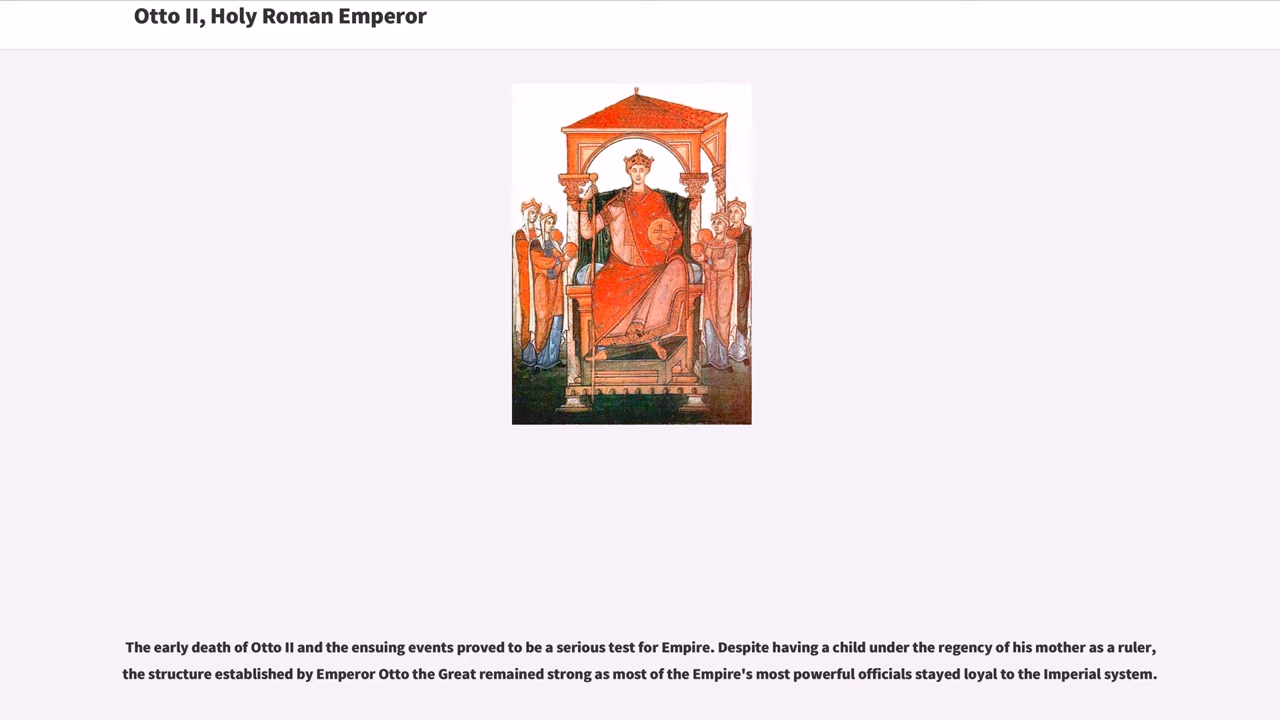 Otto II, Holy Roman Emperor
The early death of Otto II and the ensuing events proved to be a serious test for Empire. Despite having a child under the regency of his mother as a ruler,
the structure established by Emperor Otto the Great remained strong as most of the Empire's most powerful officials stayed loyal to the Imperial system.